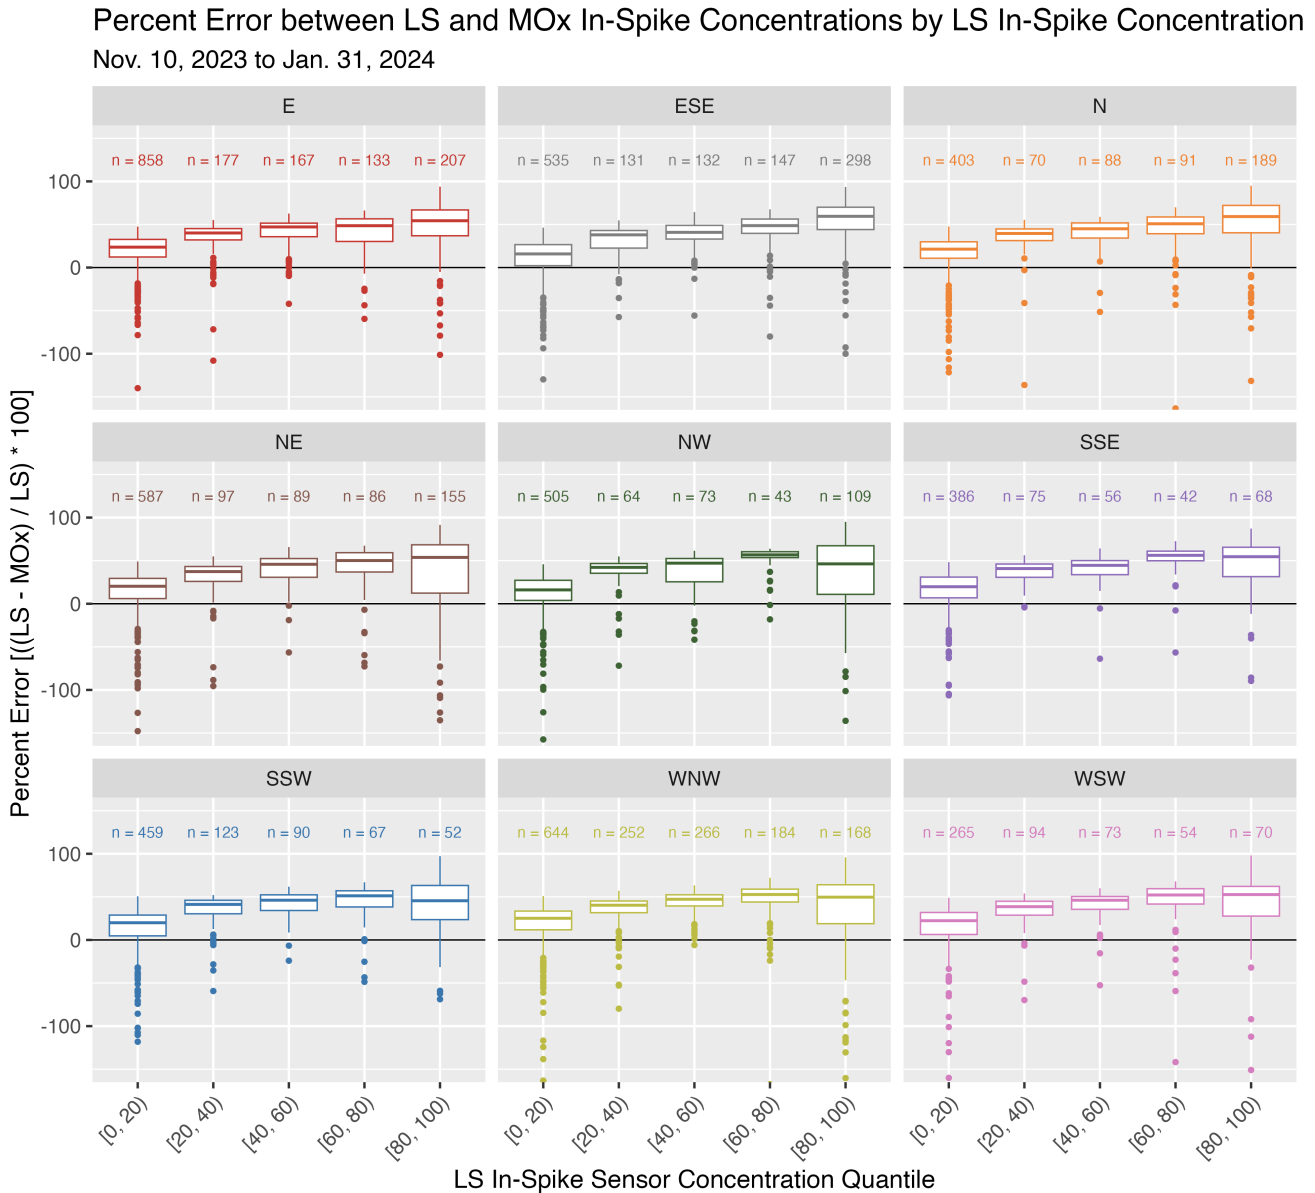 Percent Error between LS and MOx In-Spike Concentrations by LS In-Spike Concentration
Nov. 10, 2023 to Jan. 31, 2024
Percent Error [((LS - MOx) / LS) * 100]
E ESE N
n = 858 n = 177 n = 167 n = 133 n = 207 n = 535 n = 131 n = 132 n = 147 n = 298 n = 403 n = 70 n = 88 n = 91 n = 189
100
0
-100
NE NW SSE
n = 587 n = 97 n = 89 n = 86 n = 155 n = 505 n = 64 n = 73 n = 43 n = 109 n = 386 n = 75 n = 56 n = 42 n = 68
100
0
-100
SSW WNW WSW
n = 459 n = 123 n = 90 n = 67 n = 52 n = 644 n = 252 n = 266 n = 184 n = 168 n = 265 n = 94 n = 73 n = 54 n = 70
100
0
-100
[0, 20) [20, 40) [40, 60) [60, 80) [80, 100) [0, 20) [20, 40) [40, 60) [60, 80) [80, 100) [0, 20) [20, 40) [40, 60) [60, 80) [80, 100)
LS In-Spike Sensor Concentration Quantile